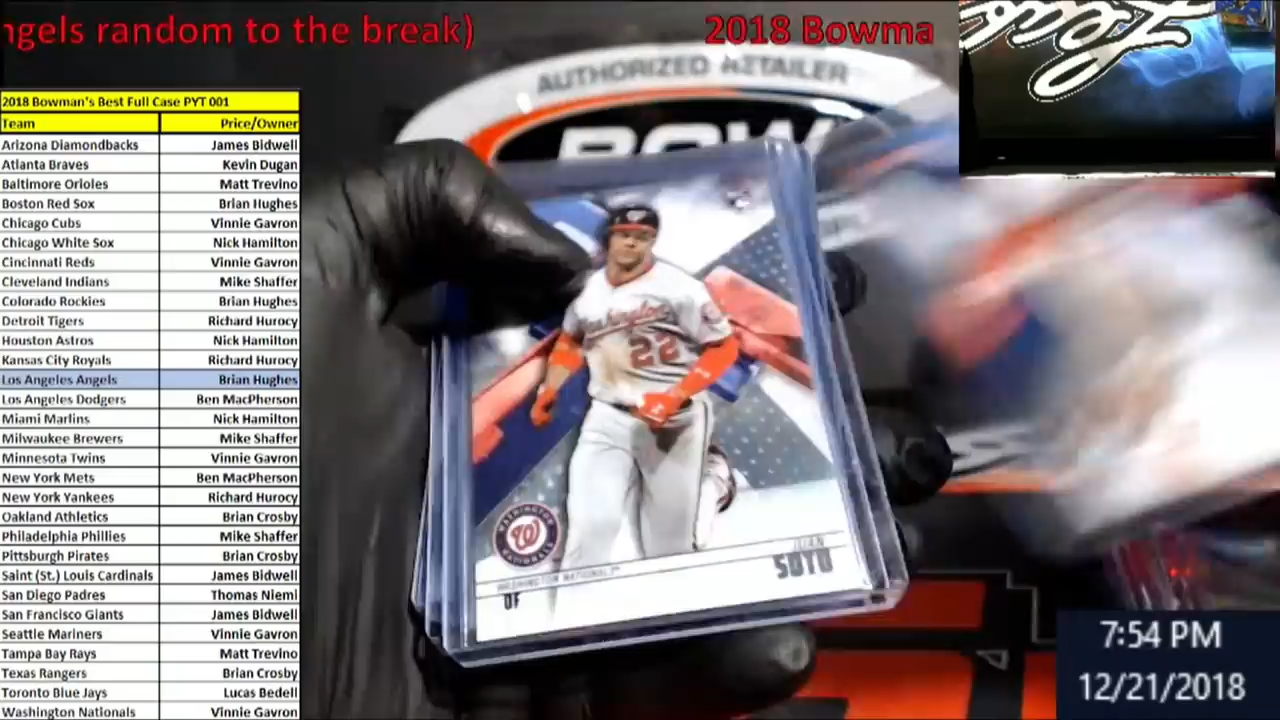 ngels random to the break)
2018 Bowma
AUTHORIZED RETAILER
BOW
2018 Bowman's Best Full Case PYT 001
Team Price/Owner
Arizona Diamondbacks James Bidwell
Atlanta Braves Kevin Dugan
Baltimore Orioles Matt Trevino
Boston Red Sox Brian Hughes
Chicago Cubs Vinnie Gavron
Chicago White Sox Nick Hamilton
Cincinnati Reds Vinnie Gavron
Cleveland Indians Mike Shaffer
Colorado Rockies Brian Hughes
Detroit Tigers Richard Hurocy
Houston Astros Nick Hamilton
Kansas City Royals Richard Hurocy
Los Angeles Angels Brian Hughes
Los Angeles Dodgers Ben MacPherson
Miami Marlins Nick Hamilton
Milwaukee Brewers Mike Shaffer
Minnesota Twins Vinnie Gavron
New York Mets Ben MacPherson
New York Yankees Richard Hurocy
Oakland Athletics Brian Crosby
Philadelphia Phillies Mike Shaffer
Pittsburgh Pirates Brian Crosby
Saint (St.) Louis Cardinals James Bidwell
San Diego Padres Thomas Niemi
San Francisco Giants James Bidwell
Seattle Mariners Vinnie Gavron
Tampa Bay Rays Matt Trevino
Texas Rangers Brian Crosby
Toronto Blue Jays Lucas Bedell
Washington Nationals Vinnie Gavron
Washington
22
WASHINGTON
W
NATIONALS
WASHINGTON NATIONALS™
OF
JUAN
SOTO
7:54 PM
12/21/2018